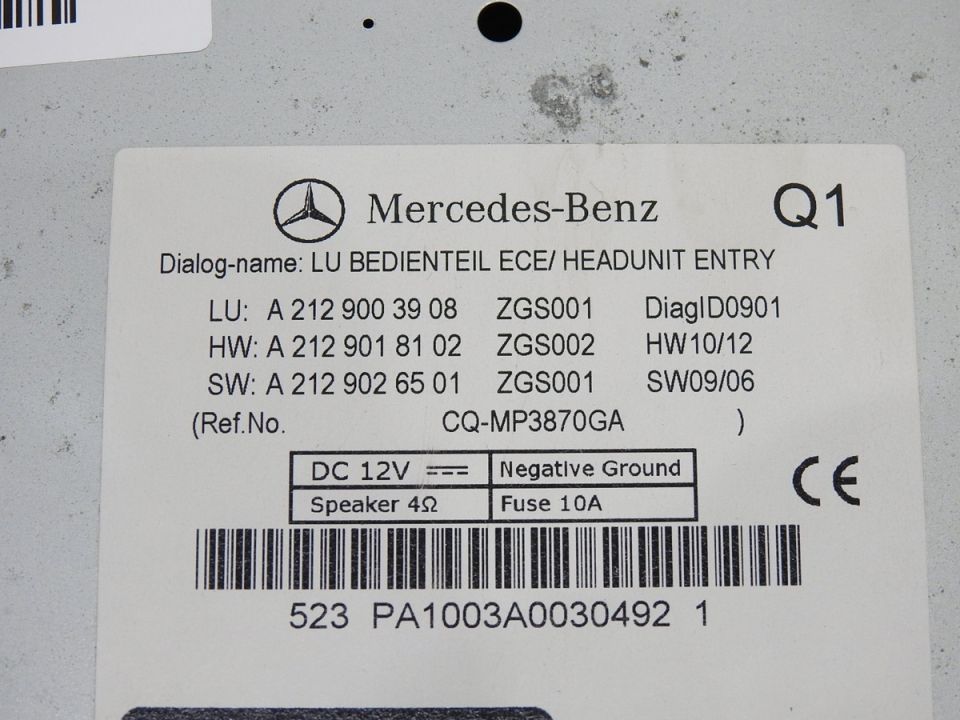 Mercedes-Benz Q1
Dialog-name: LU BEDIENTEIL ECE/ HEADUNIT ENTRY
LU: A 212 900 39 08 ZGS001 DiagID0901
HW: A 212 901 81 02 ZGS002 HW10/12
SW: A 212 902 65 01 ZGS001 SW09/06
(Ref.No. CQ-MP3870GA )
DC 12V ⎓ Negative Ground
Speaker 4Ω Fuse 10A
CE
523 PA1003A0030492 1